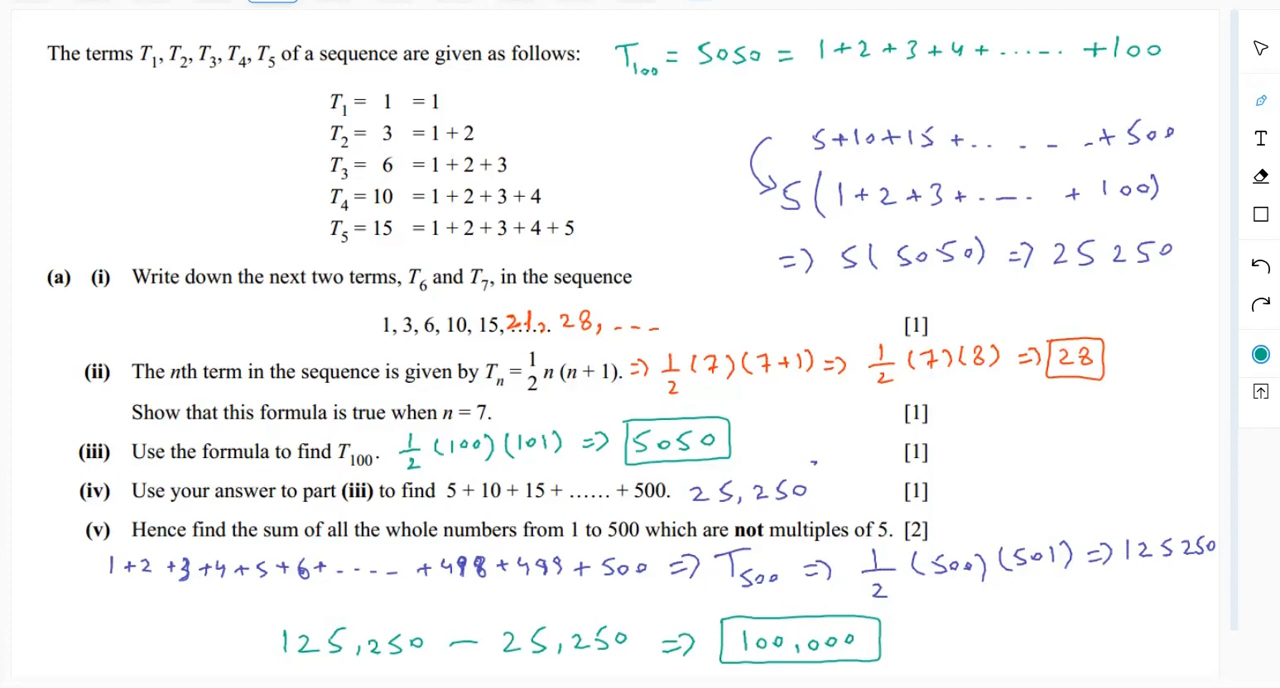 The terms T₁, T₂, T₃, T₄, T₅ of a sequence are given as follows: T₁₀₀ = 5050 = 1+2+3+4+......+100
T₁ = 1 = 1
T₂ = 3 = 1 + 2
T₃ = 6 = 1 + 2 + 3
T₄ = 10 = 1 + 2 + 3 + 4
T₅ = 15 = 1 + 2 + 3 + 4 + 5
5+10+15+.. . - -+500
5(1+2+3+.-.-. + 100)
=> 5(5050) => 25 250
(a) (i) Write down the next two terms, T₆ and T₇, in the sequence
1, 3, 6, 10, 15, 21, 28, --- [1]
(ii) The nth term in the sequence is given by Tₙ = 1/2 n (n + 1). => 1/2 (7)(7+1) => 1/2 (7)(8) => 28
Show that this formula is true when n = 7. [1]
(iii) Use the formula to find T₁₀₀. 1/2 (100)(101) => 5050 [1]
(iv) Use your answer to part (iii) to find 5 + 10 + 15 + ...... + 500. 25,250 [1]
(v) Hence find the sum of all the whole numbers from 1 to 500 which are not multiples of 5. [2]
1+2+3+4+5+6+----+498+499+500 => T₅₀₀ => 1/2 (500)(501) => 125250
125,250 - 25,250 => 100,000
T